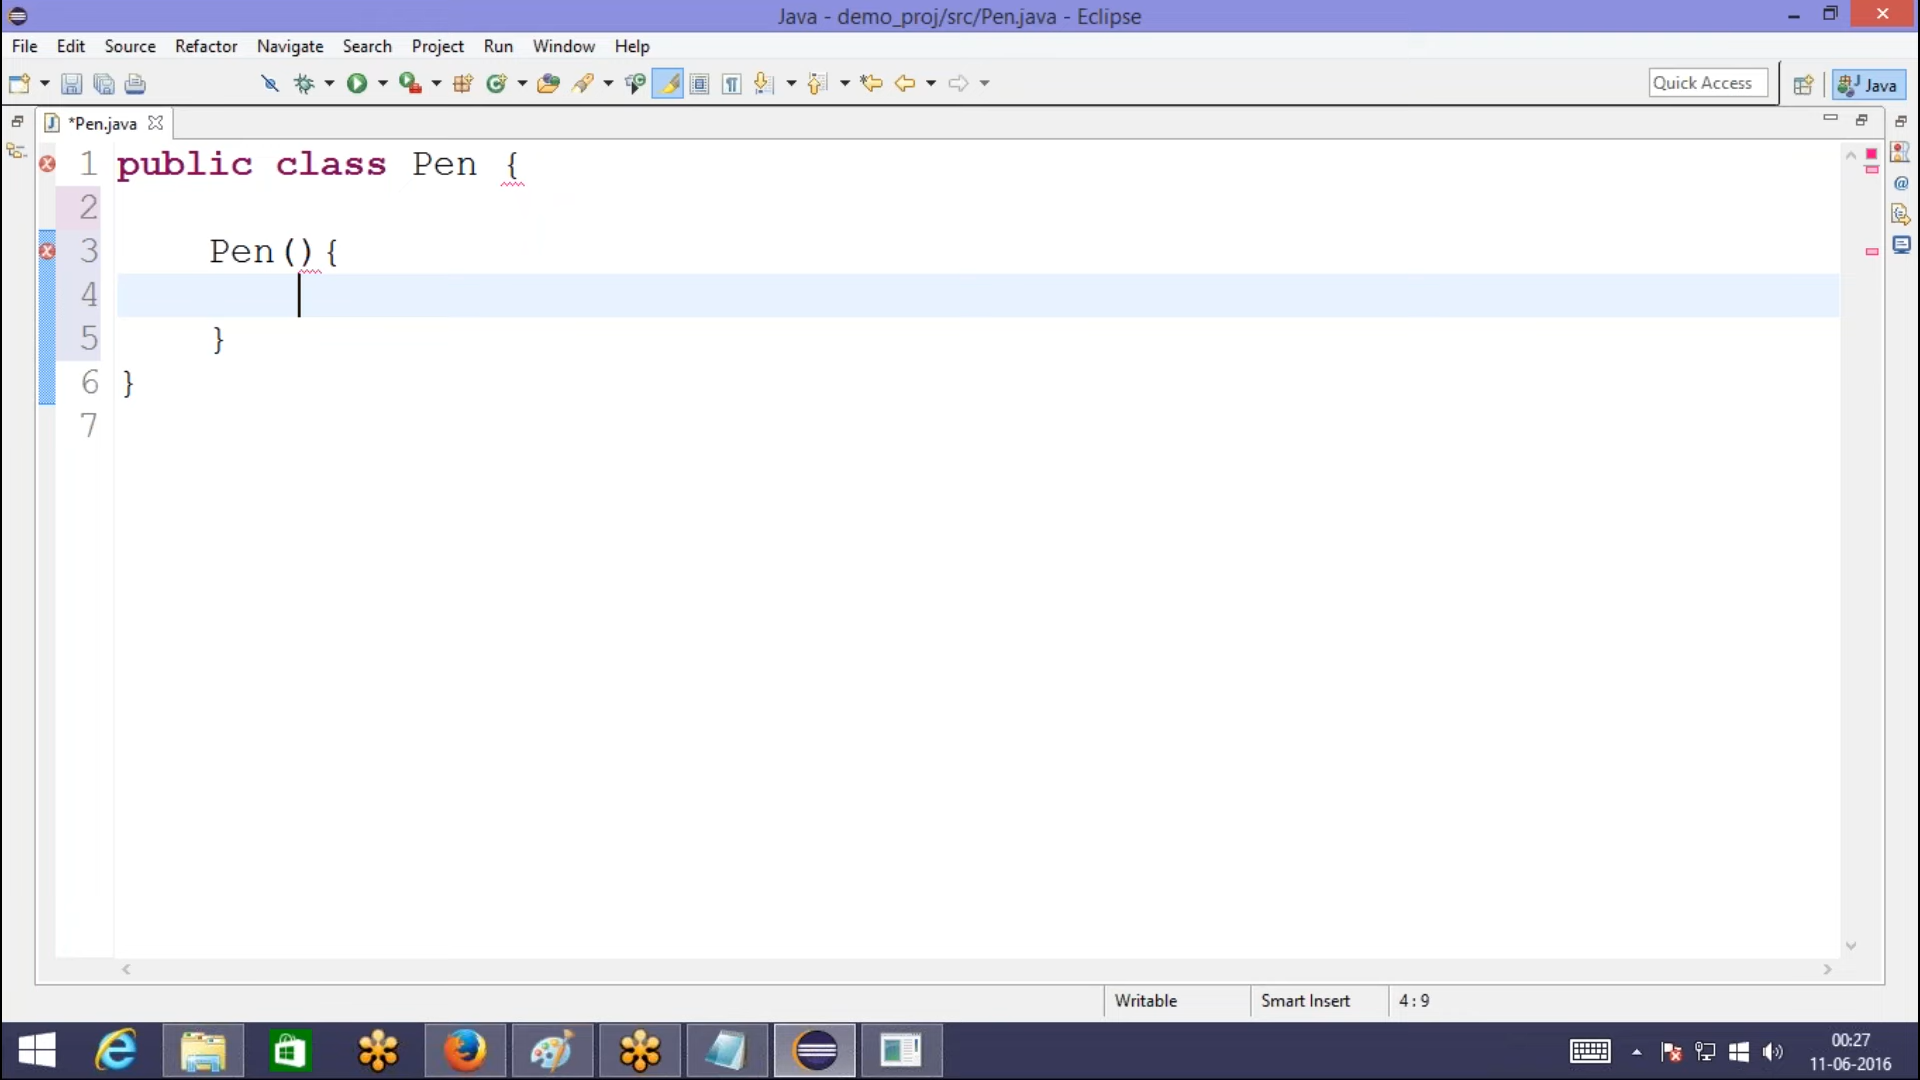 Java - demo_proj/src/Pen.java - Eclipse
File Edit Source Refactor Navigate Search Project Run Window Help
Quick Access Java
*Pen.java
1 public class Pen {
2
3 Pen(){
4
5 }
6 }
7
Writable Smart Insert 4 : 9
00:27
11-06-2016